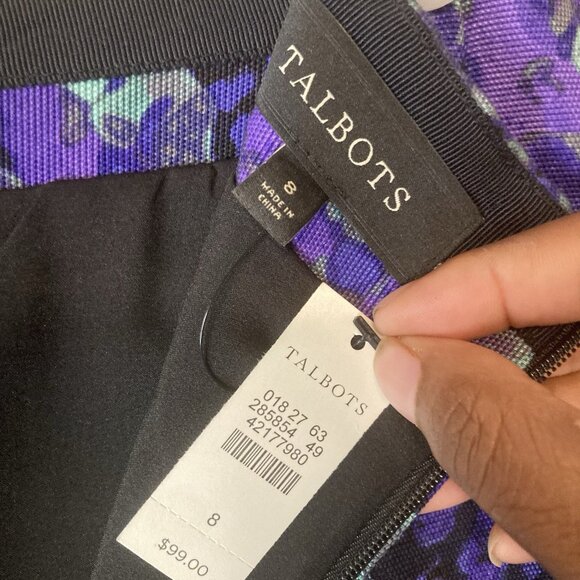 TALBOTS
8
MADE IN
CHINA
TALBOTS
018 27 63
285854 49
42177980
8
$99.00